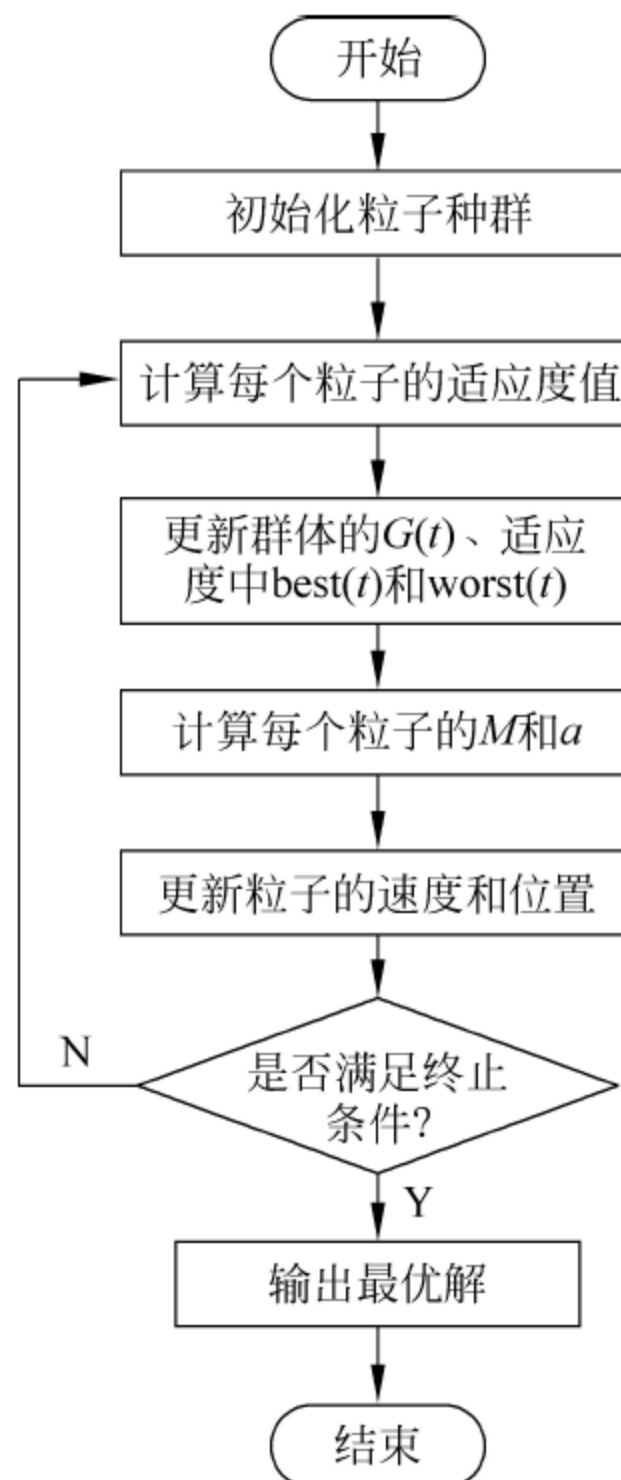 开始
初始化粒子种群
计算每个粒子的适应度值
更新群体的G(t)、适应
度中best(t)和worst(t)
计算每个粒子的M和a
更新粒子的速度和位置
是否满足终止
条件?
N
Y
输出最优解
结束